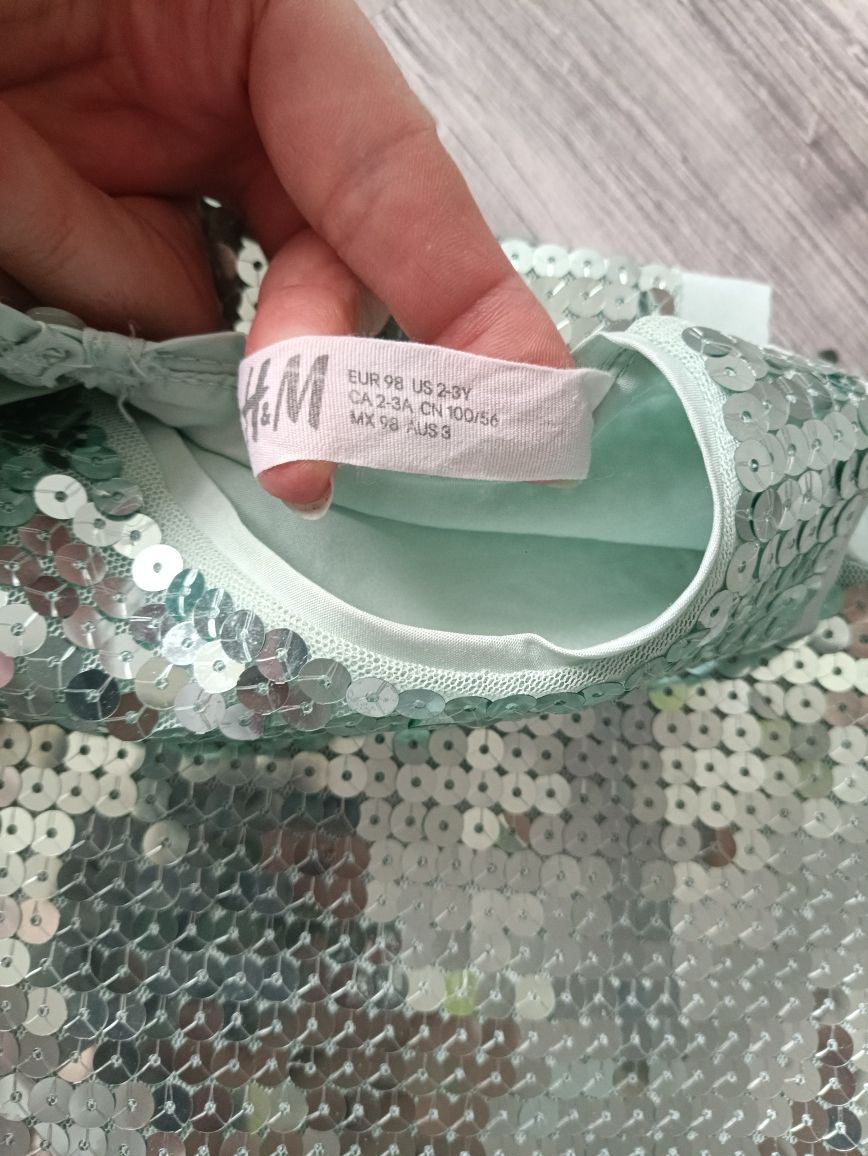 H&M
EUR 98 US 2-3Y
CA 2-3A CN 100/56
MX 98 AUS 3